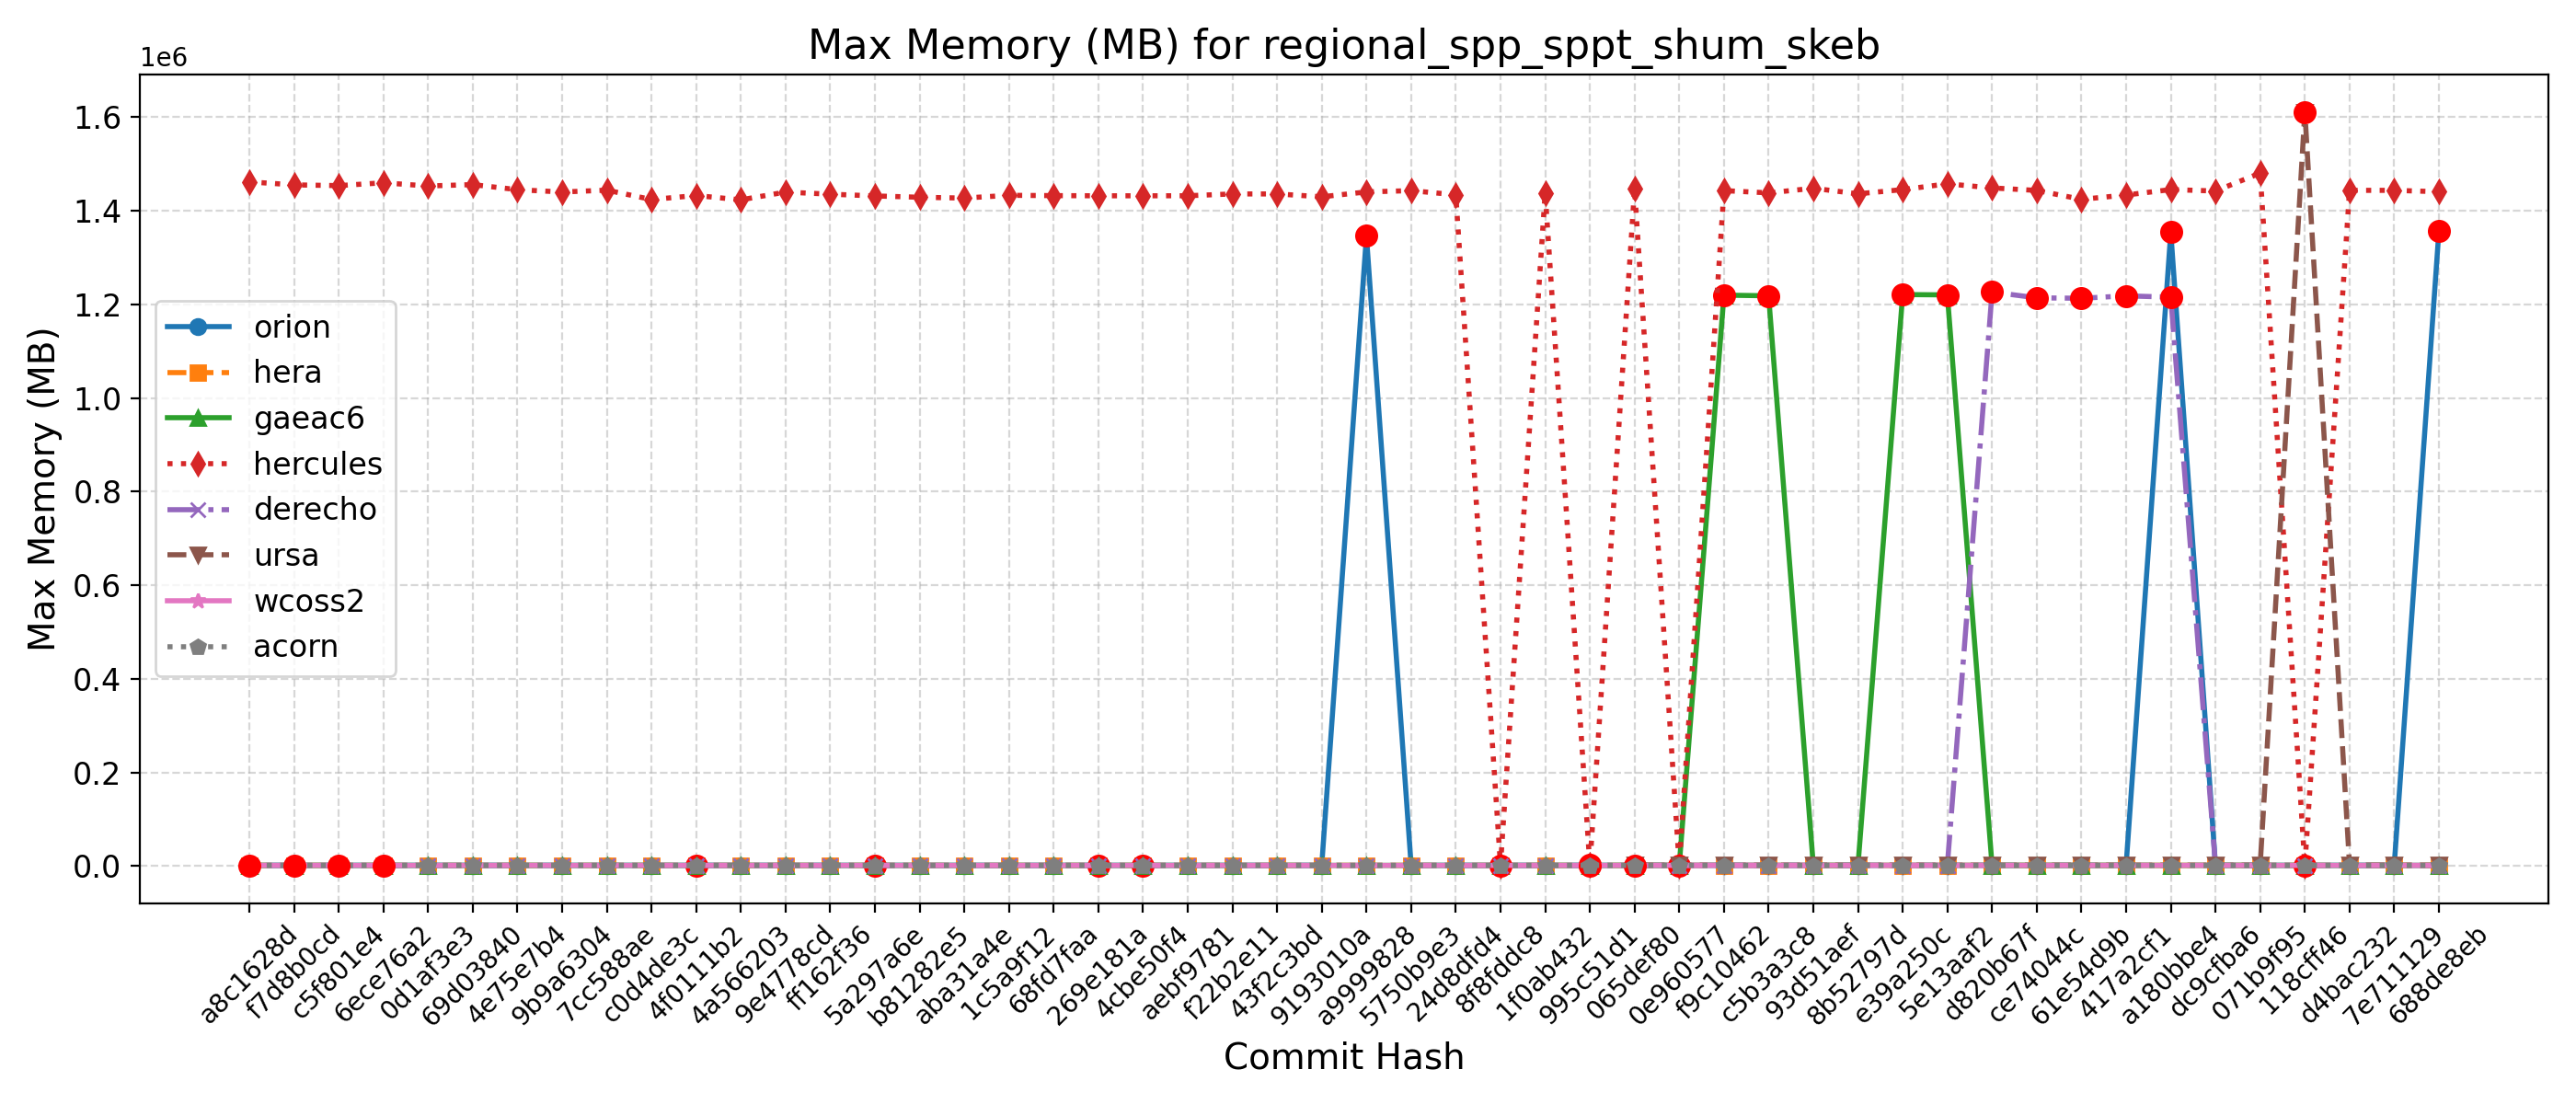 Max Memory (MB) for regional_spp_sppt_shum_skeb
1e6
1.6
1.4
1.2
1.0
0.8
0.6
0.4
0.2
0.0
Max Memory (MB)
orion
hera
gaeac6
hercules
derecho
ursa
wcoss2
acorn
a8c1628d
f7d8b0cd
c5f801e4
6ece76a2
0d1af3e3
69d03840
4e75e7b4
9b9a6304
7cc588ae
c0d4de3c
4f0111b2
4a566203
9e4778cd
ff162f36
5a297a6e
b81282e5
aba31a4e
1c5a9f12
68fd7faa
269e181a
4cbe50f4
aebf9781
f22b2e11
43f2c3bd
9193010a
a9999828
5750b9e3
24d8dfd4
8f8fddc8
1f0ab432
995c51d1
065def80
0e960577
f9c10462
c5b3a3c8
93d51aef
8b52797d
e39a250c
5e13aaf2
d820b67f
ce74044c
61e54d9b
417a2cf1
a180bbe4
dc9cfba6
071b9f95
118cff46
d4bac232
7e711129
688de8eb
Commit Hash